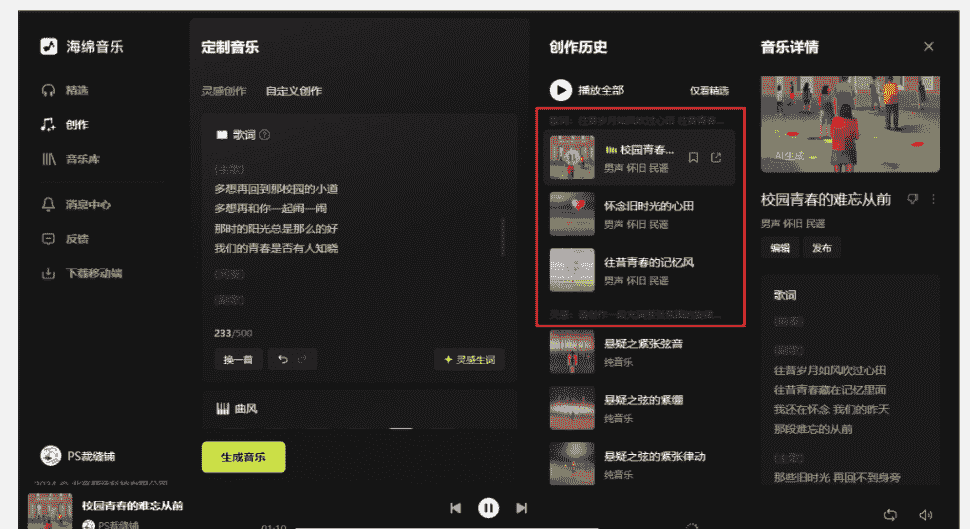 海绵音乐
精选
创作
音乐库
消息中心
反馈
下载移动端
PS裁缝铺
定制音乐
灵感创作 自定义创作
歌词
多想再回到那校园的小道
多想再和你一起闹一闹
那时的阳光总是那么的好
我们的青春是否有人知晓
233/500
换一首
灵感生词
曲风
生成音乐
创作历史
播放全部
仅看精选
校园青春...
男声 怀旧 民谣
怀念旧时光的心田
男声 怀旧 民谣
往昔青春的记忆风
男声 怀旧 民谣
悬疑之紧张弦音
纯音乐
悬疑之弦的紧绷
纯音乐
悬疑之弦的紧张律动
纯音乐
音乐详情
AI生成
校园青春的难忘从前
男声 怀旧 民谣
编辑
发布
歌词
往昔岁月如风吹过心田
往昔青春藏在记忆里面
我还在怀念 我们的昨天
那段难忘的从前
那些旧时光 再回不到身旁
校园青春的难忘从前
PS裁缝铺
01:10